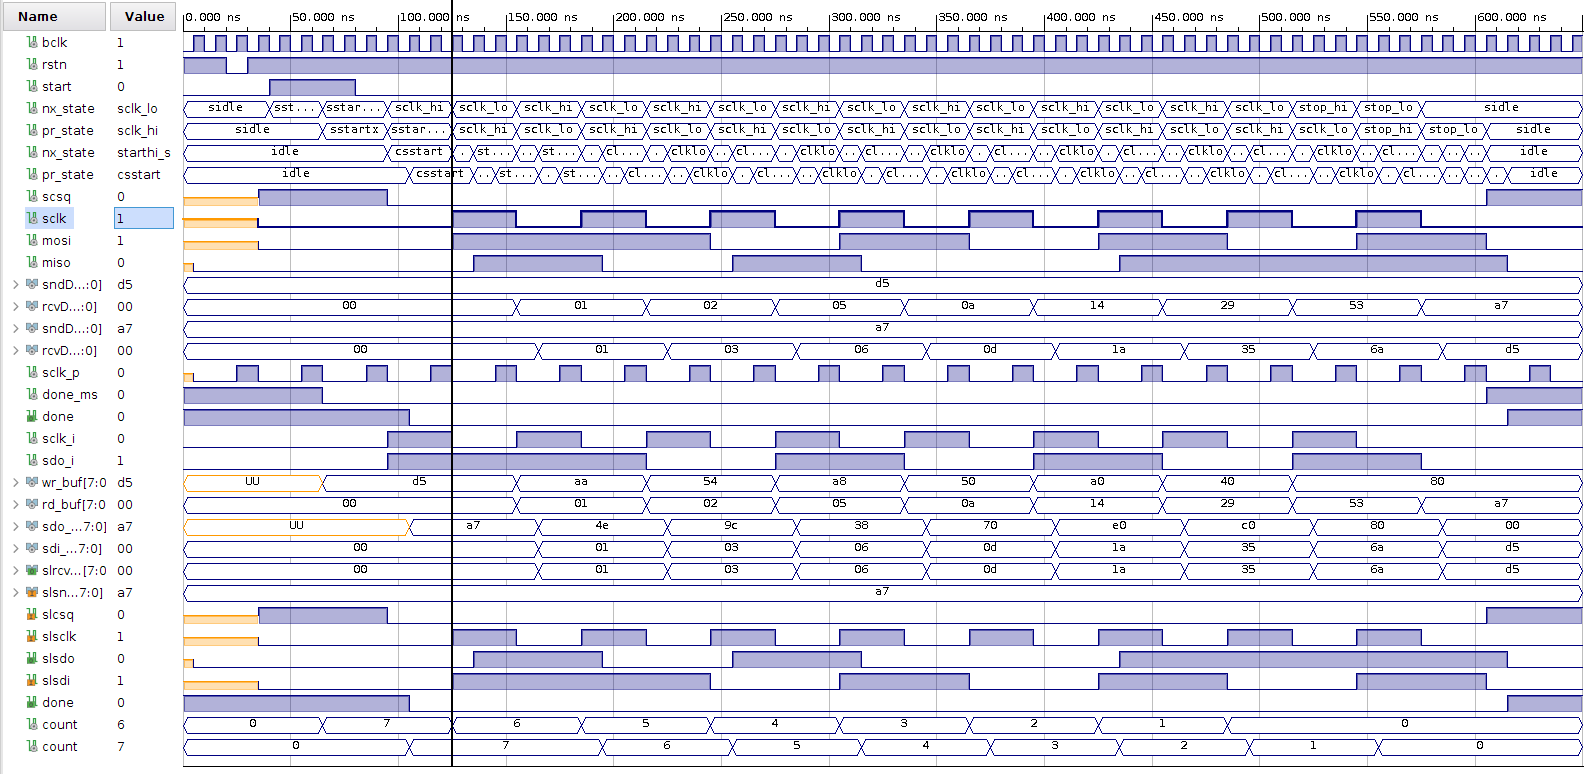 Name Value 0.000 ns 50.000 ns 100.000 ns 150.000 ns 200.000 ns 250.000 ns 300.000 ns 350.000 ns 400.000 ns 450.000 ns 500.000 ns 550.000 ns 600.000 ns
bclk 1
rstn 1
start 0
nx_state sclk_lo sidle sst... sstar... sclk_hi sclk_lo sclk_hi sclk_lo sclk_hi sclk_lo sclk_hi sclk_lo sclk_hi sclk_lo sclk_hi sclk_lo sclk_hi sclk_lo stop_hi stop_lo sidle
pr_state sclk_hi sidle sstartx sstar... sclk_hi sclk_lo sclk_hi sclk_lo sclk_hi sclk_lo sclk_hi sclk_lo sclk_hi sclk_lo sclk_hi sclk_lo sclk_hi sclk_lo stop_hi stop_lo sidle
nx_state starthi_s idle csstart . st... .. st... .. cl... .. clklo .. cl... .. clklo .. cl... .. clklo .. cl... .. clklo .. cl... .. clklo .. cl... .. .. idle
pr_state csstart idle csstart .. st... .. st... .. cl... .. clklo .. cl... .. clklo .. cl... .. clklo .. cl... .. clklo .. cl... .. clklo .. cl... .. . idle
scsq 0
sclk 1
mosi 1
miso 0
sndD...:0] d5 d5
rcvD...:0] 00 00 01 02 05 0a 14 29 53 a7
sndD...:0] a7 a7
rcvD...:0] 00 00 01 03 06 0d 1a 35 6a d5
sclk_p 0
done_ms 0
done 0
sclk_i 0
sdo_i 1
wr_buf[7:0 d5 UU d5 aa 54 a8 50 a0 40 80
rd_buf[7:0 00 00 01 02 05 0a 14 29 53 a7
sdo_...7:0] a7 UU a7 4e 9c 38 70 e0 c0 80 00
sdi_...7:0] 00 00 01 03 06 0d 1a 35 6a d5
slrcv...[7:0 00 00 01 03 06 0d 1a 35 6a d5
slsn...7:0] a7 a7
slcsq 0
slsclk 1
slsdo 0
slsdi 1
done 0
count 6 0 7 6 5 4 3 2 1 0
count 7 0 7 6 5 4 3 2 1 0